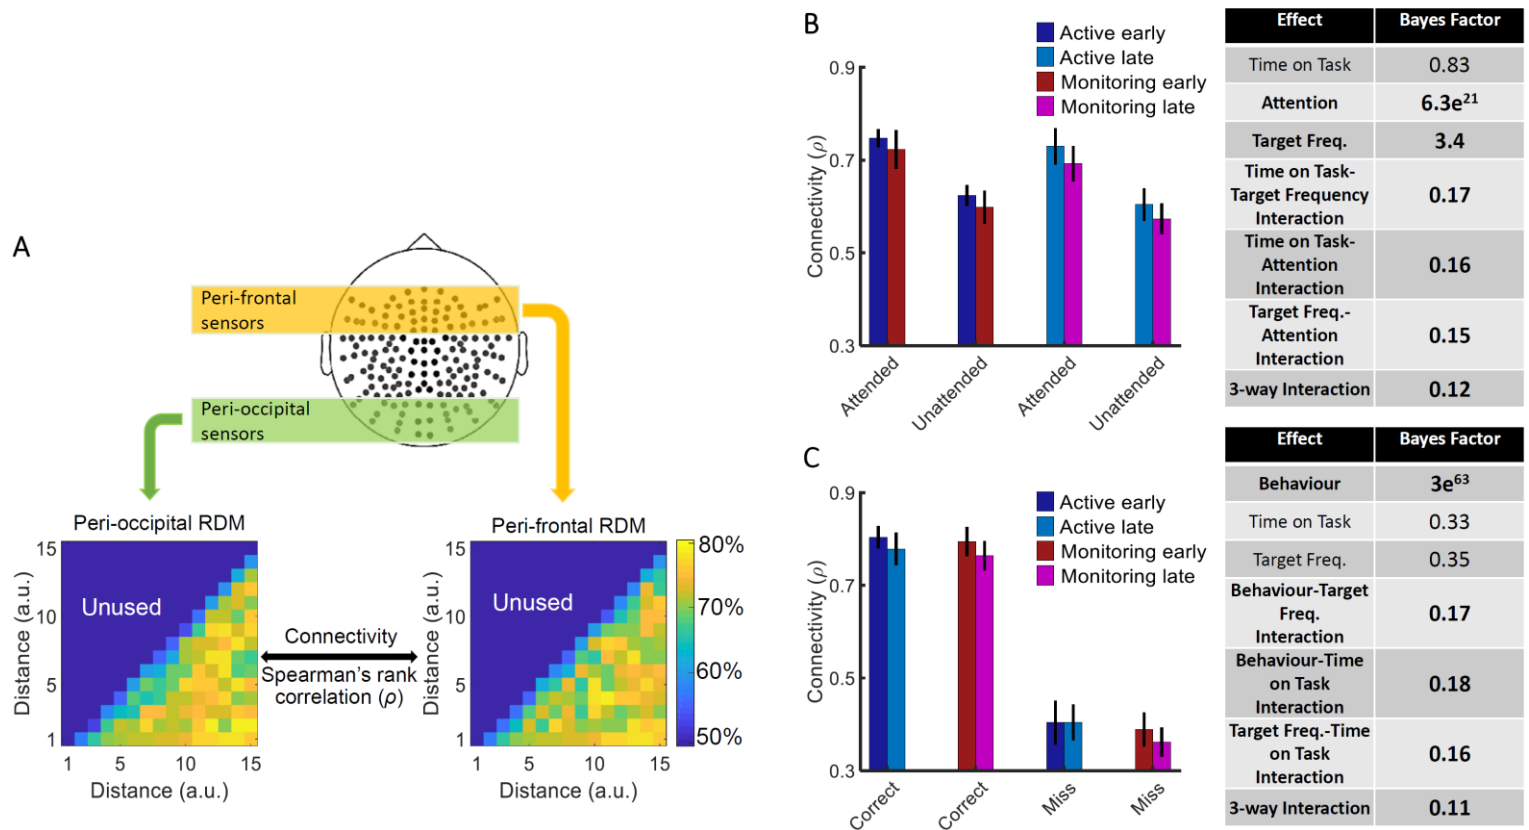 A
Peri-frontal
sensors
Peri-occipital
sensors
Peri-occipital RDM
15
10
5
1
Distance (a.u.)
Unused
1 5 10 15
Distance (a.u.)
Connectivity
Spearman's rank
correlation (ρ)
Peri-frontal RDM
15
10
5
1
Distance (a.u.)
Unused
1 5 10 15
Distance (a.u.)
80%
70%
60%
50%
B
Active early
Active late
Monitoring early
Monitoring late
0.9
0.7
0.5
0.3
Connectivity (ρ)
Attended
Unattended
Attended
Unattended
Effect Bayes Factor
Time on Task 0.83
Attention 6.3e²¹
Target Freq. 3.4
Time on Task-
Target Frequency 0.17
Interaction
Time on Task-
Attention 0.16
Interaction
Target Freq.-
Attention 0.15
Interaction
3-way Interaction 0.12
C
Active early
Active late
Monitoring early
Monitoring late
0.9
0.7
0.5
0.3
Connectivity (ρ)
Correct
Correct
Miss
Miss
Effect Bayes Factor
Behaviour 3e⁶³
Time on Task 0.33
Target Freq. 0.35
Behaviour-Target
Freq. 0.17
Interaction
Behaviour-Time
on Task 0.18
Interaction
Target Freq.-Time
on Task 0.16
Interaction
3-way Interaction 0.11